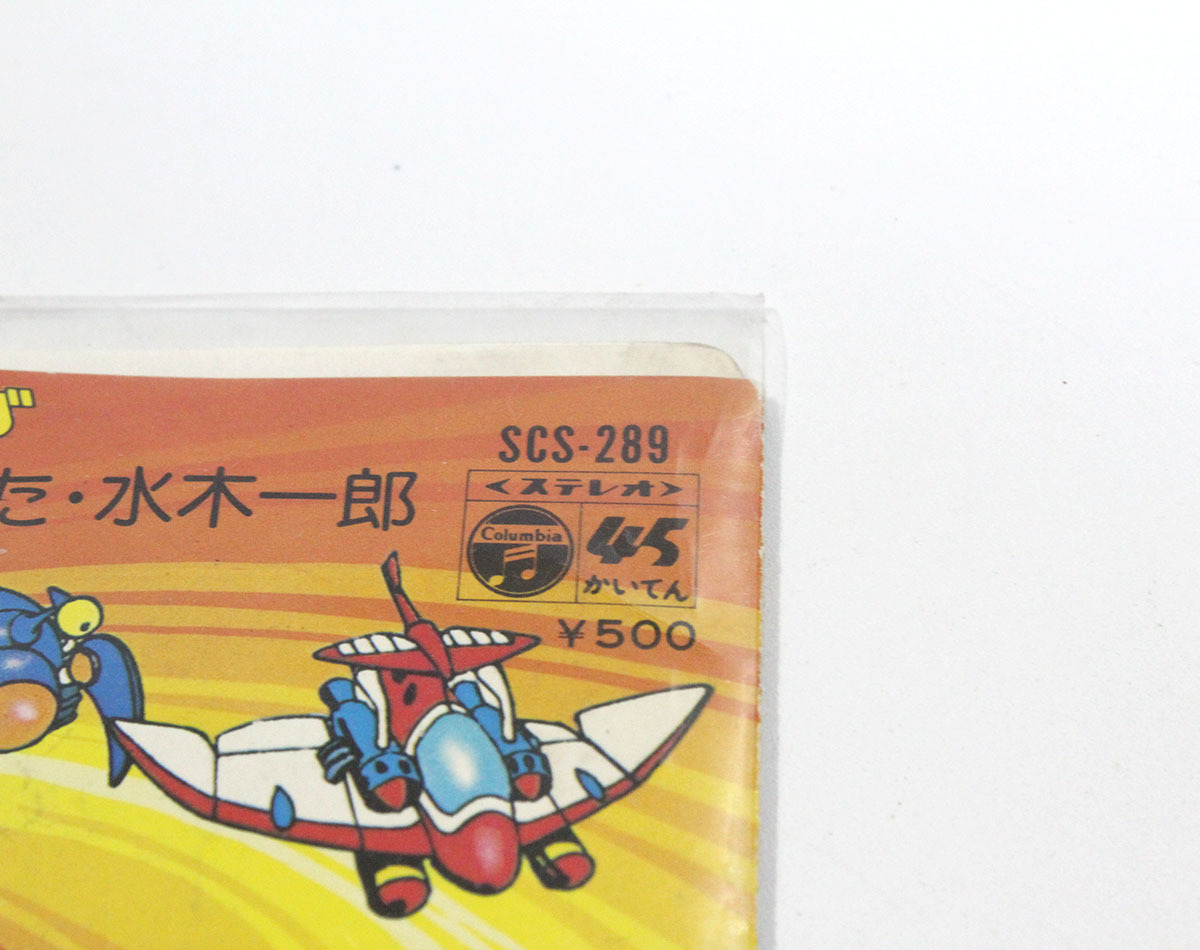 SCS-289
た・水木一郎
<ステレオ>
Columbia
45
かいてん
¥500